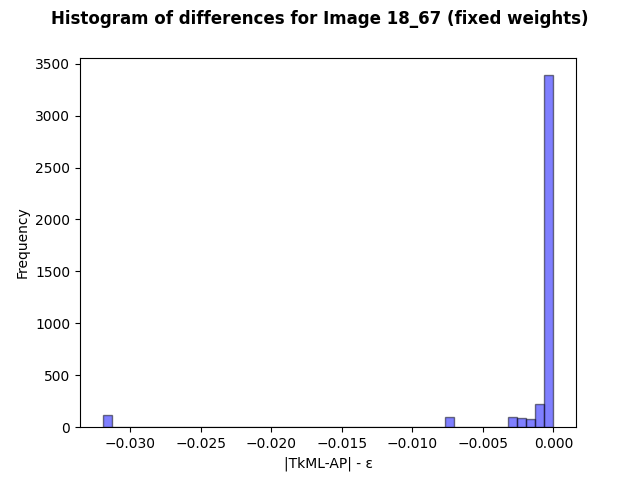 Histogram of differences for Image 18_67 (fixed weights)
3500
3000
2500
2000
1500
1000
500
0
Frequency
−0.030 −0.025 −0.020 −0.015 −0.010 −0.005 0.000
|TkML-AP| - ε